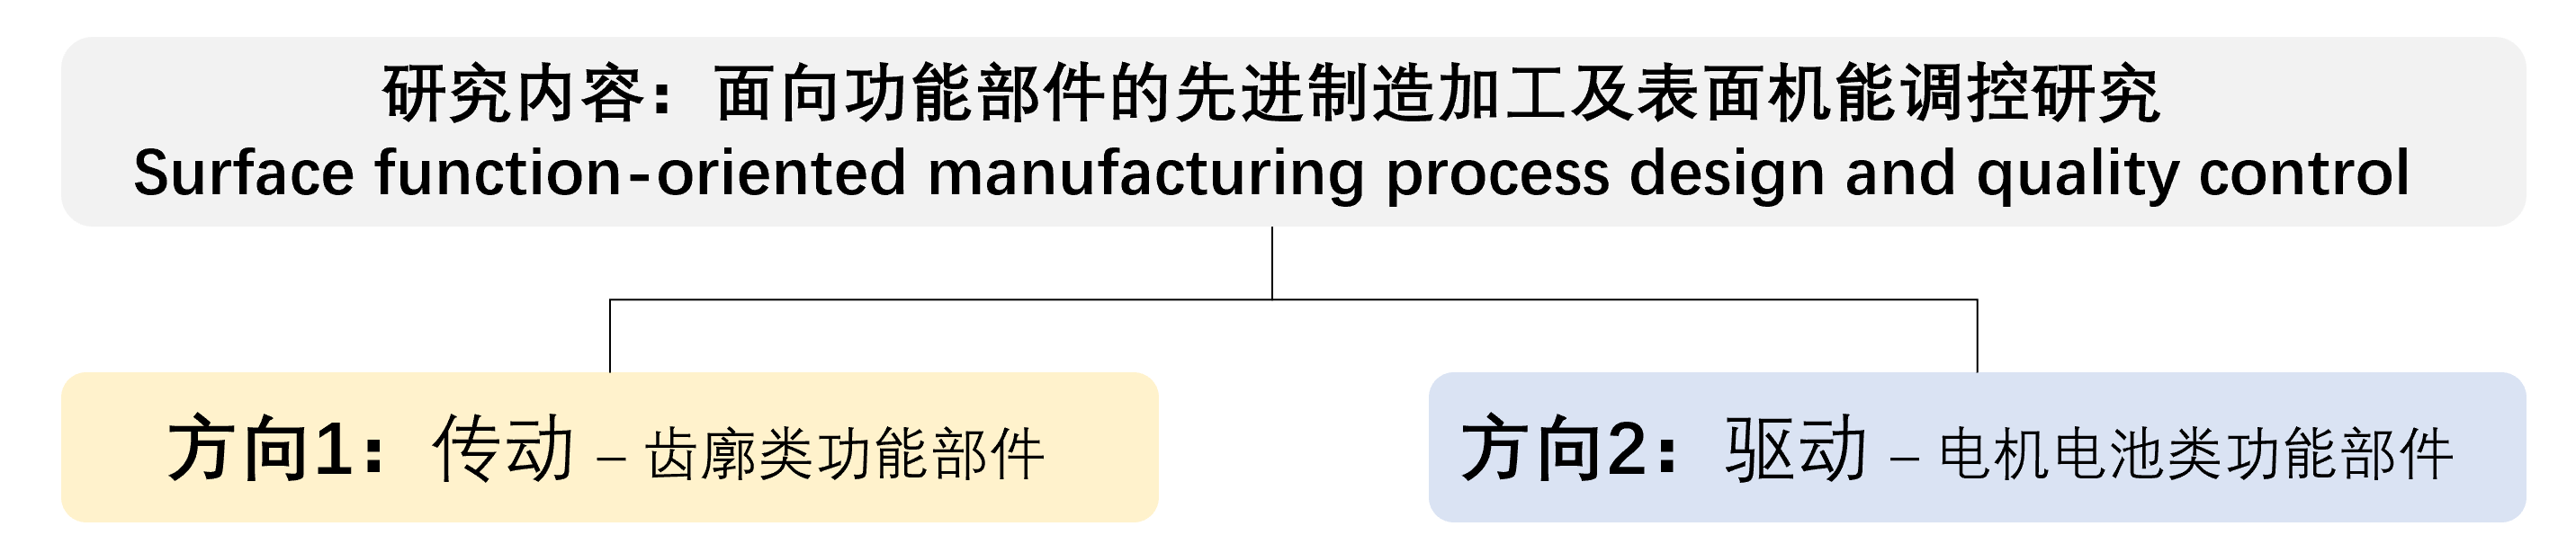 研究内容：面向功能部件的先进制造加工及表面机能调控研究
Surface function-oriented manufacturing process design and quality control
方向1：传动 – 齿廓类功能部件
方向2：驱动 – 电机电池类功能部件